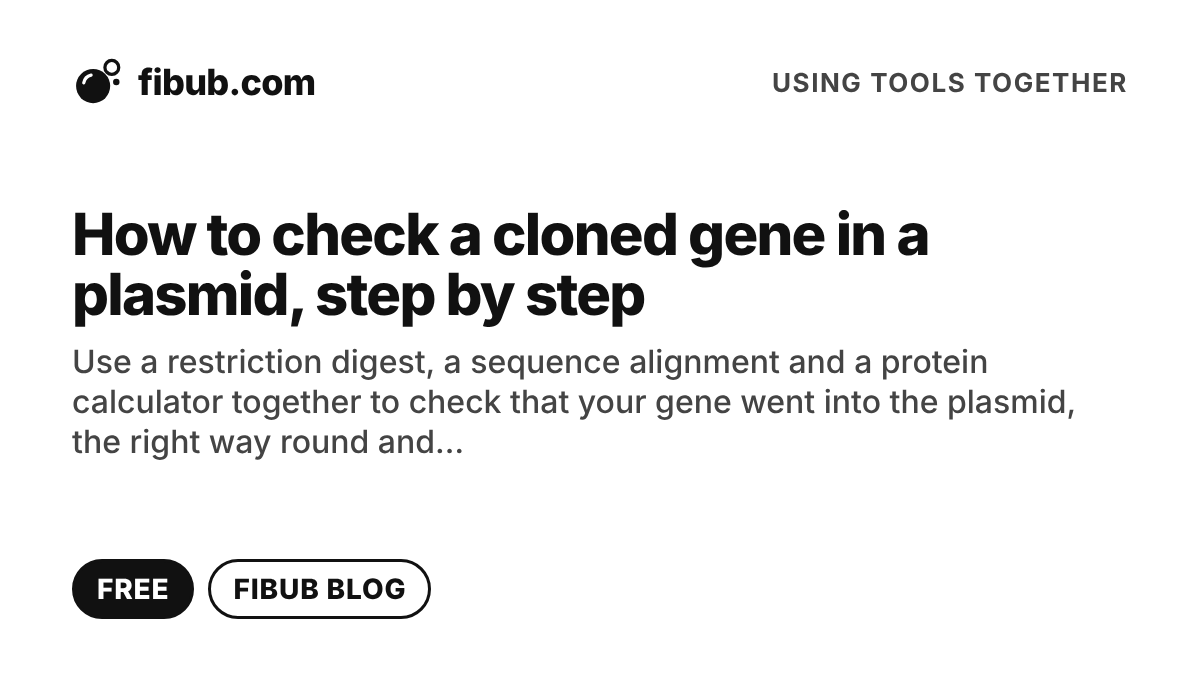 fibub.com
USING TOOLS TOGETHER
How to check a cloned gene in a
plasmid, step by step
Use a restriction digest, a sequence alignment and a protein
calculator together to check that your gene went into the plasmid,
the right way round and...
FREE
FIBUB BLOG